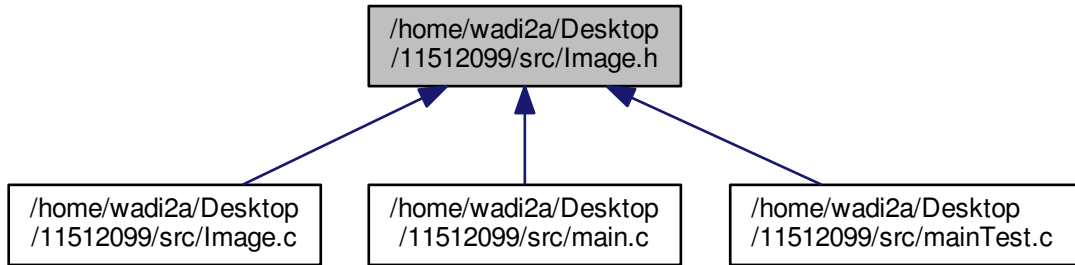 /home/wadi2a/Desktop
/11512099/src/Image.h
/home/wadi2a/Desktop
/11512099/src/Image.c
/home/wadi2a/Desktop
/11512099/src/main.c
/home/wadi2a/Desktop
/11512099/src/mainTest.c